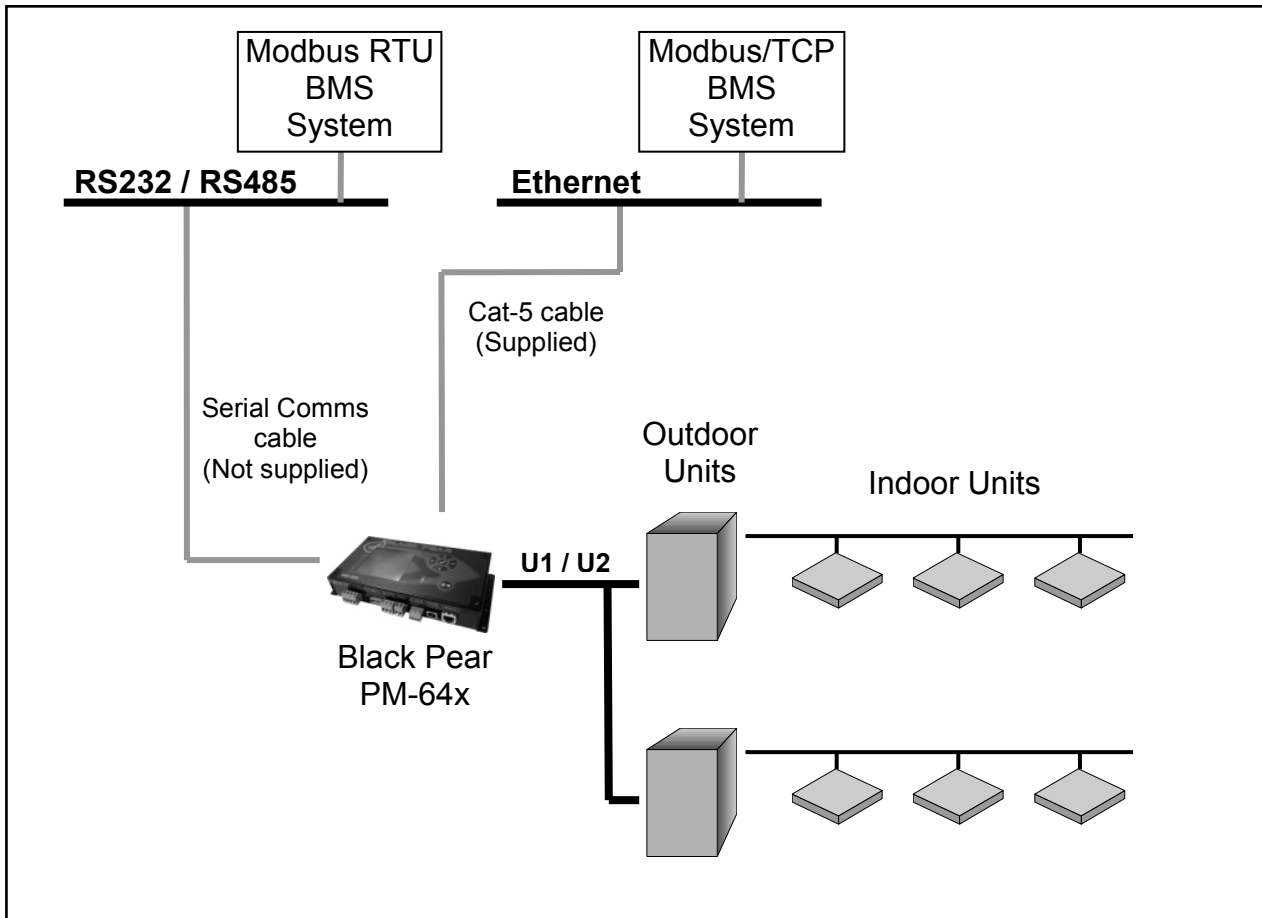 Modbus RTU
BMS
System
Modbus/TCP
BMS
System
RS232 / RS485
Ethernet
Cat-5 cable
(Supplied)
Serial Comms
cable
(Not supplied)
Outdoor
Units
Indoor Units
U1 / U2
Black Pear
PM-64x